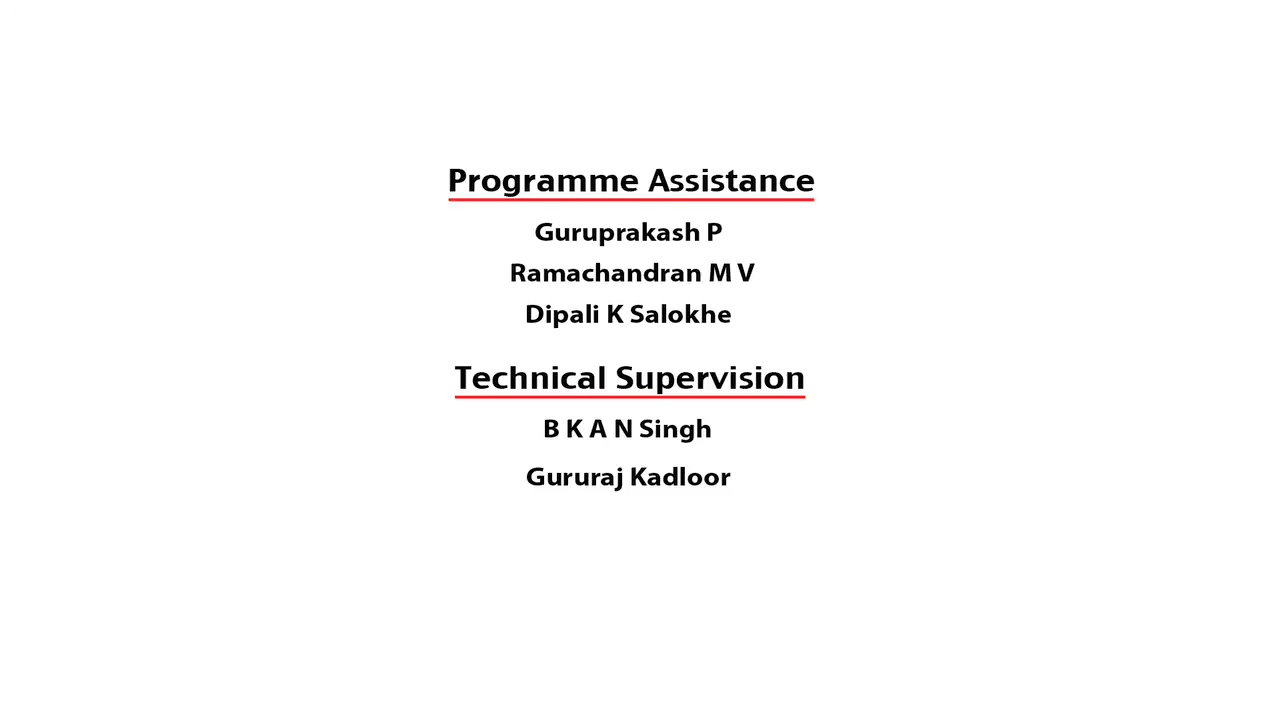 Programme Assistance
Guruprakash P
Ramachandran M V
Dipali K Salokhe
Technical Supervision
B K A N Singh
Gururaj Kadloor